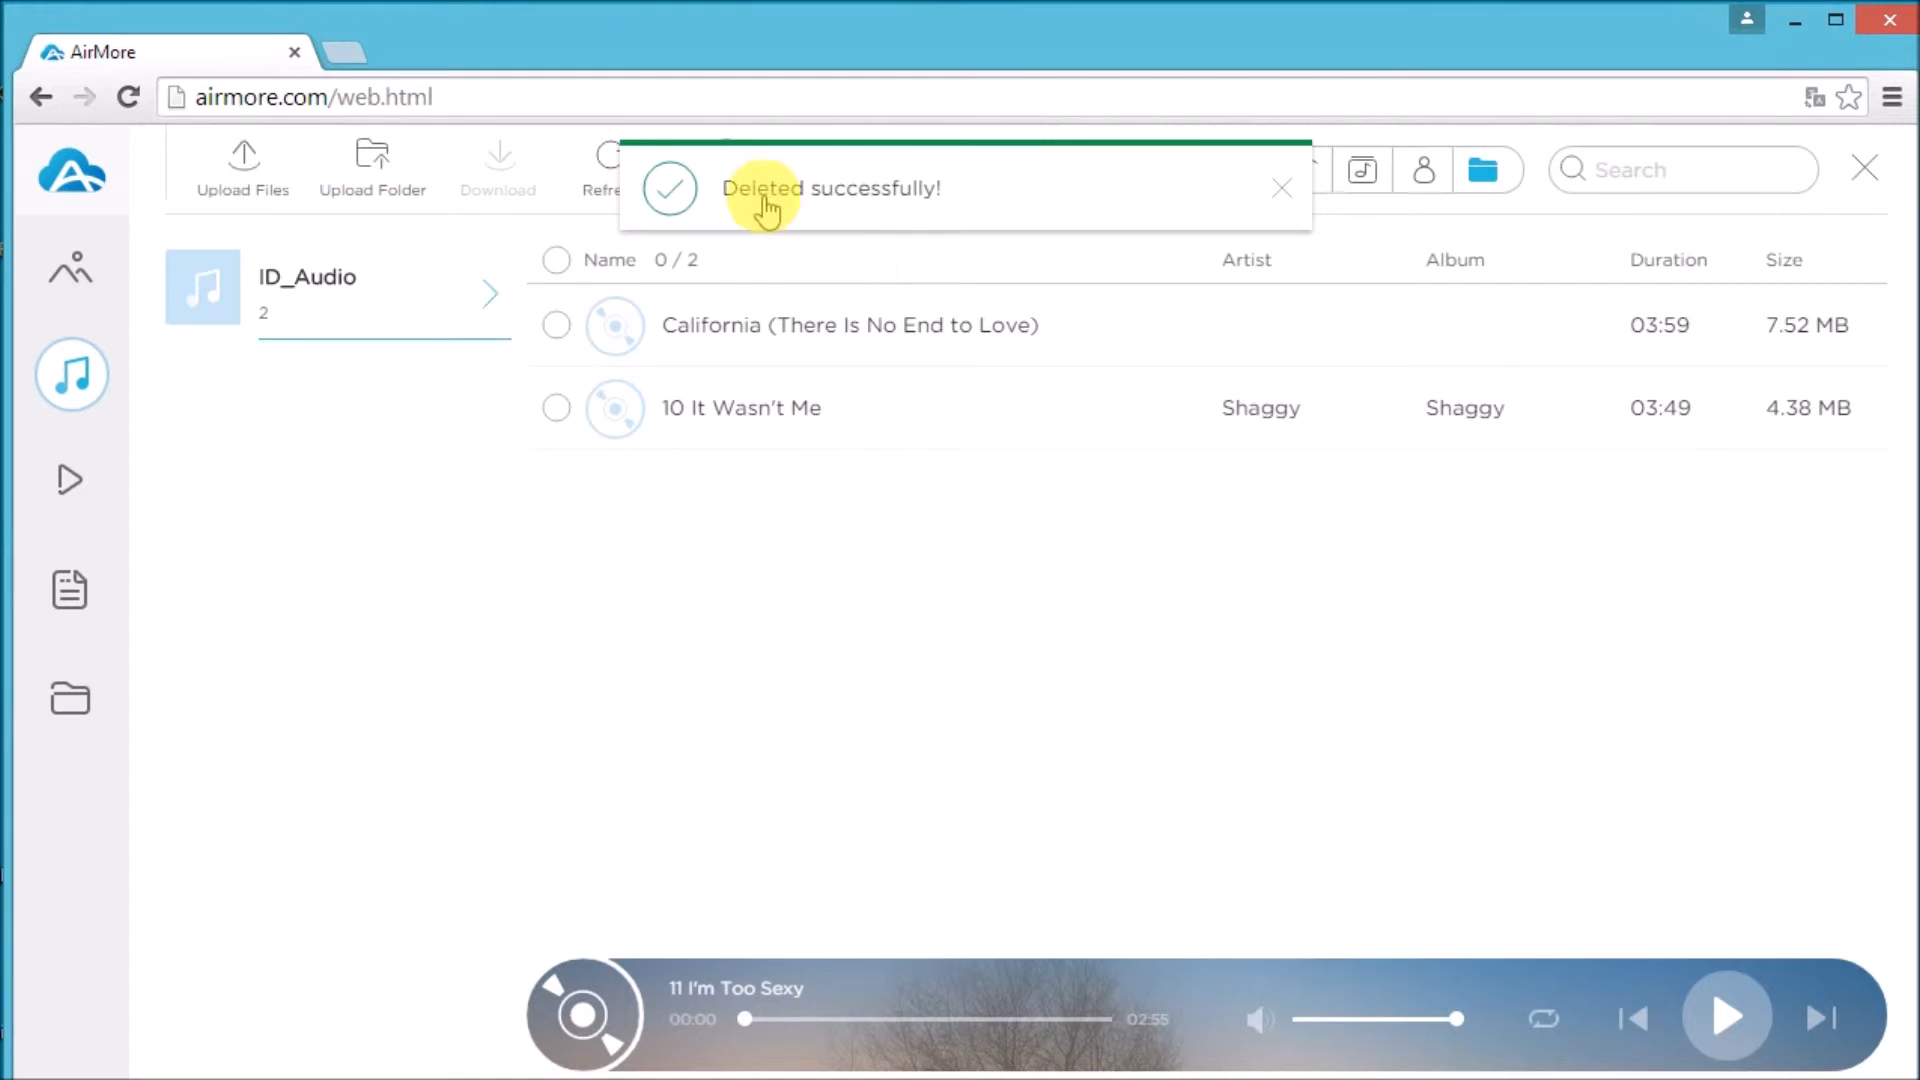 AirMore
airmore.com/web.html
Upload Files
Upload Folder
Download
Refre
Deleted successfully!
Search
ID_Audio
2
Name 0 / 2 Artist Album Duration Size
California (There Is No End to Love) 03:59 7.52 MB
10 It Wasn't Me Shaggy Shaggy 03:49 4.38 MB
11 I'm Too Sexy
00:00 02:55